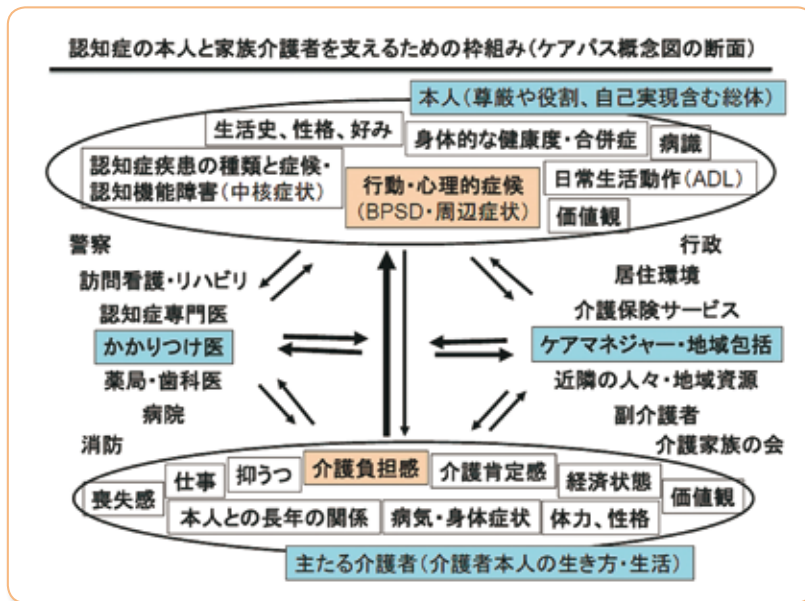 認知症の本人と家族介護者を支えるための枠組み(ケアパス概念図の断面)
本人(尊厳や役割、自己実現含む総体)
生活史、性格、好み
身体的な健康度・合併症
病識
認知症疾患の種類と症候・
認知機能障害(中核症状)
行動・心理的症候
(BPSD・周辺症状)
日常生活動作(ADL)
価値観
警察
訪問看護・リハビリ
認知症専門医
かかりつけ医
薬局・歯科医
病院
消防
行政
居住環境
介護保険サービス
ケアマネジャー・地域包括
近隣の人々・地域資源
副介護者
介護家族の会
喪失感
仕事
抑うつ
介護負担感
介護肯定感
経済状態
価値観
本人との長年の関係
病気・身体症状
体力、性格
主たる介護者(介護者本人の生き方・生活)